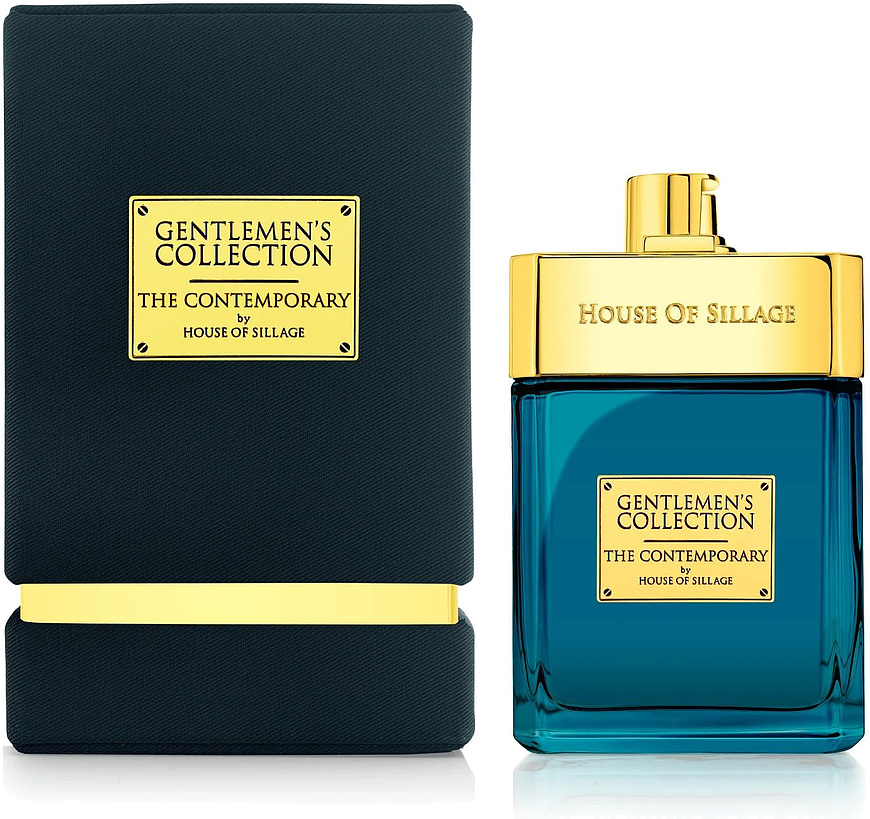 GENTLEMEN'S
COLLECTION
THE CONTEMPORARY
by
HOUSE OF SILLAGE
HOUSE OF SILLAGE
GENTLEMEN'S
COLLECTION
THE CONTEMPORARY
by
HOUSE OF SILLAGE